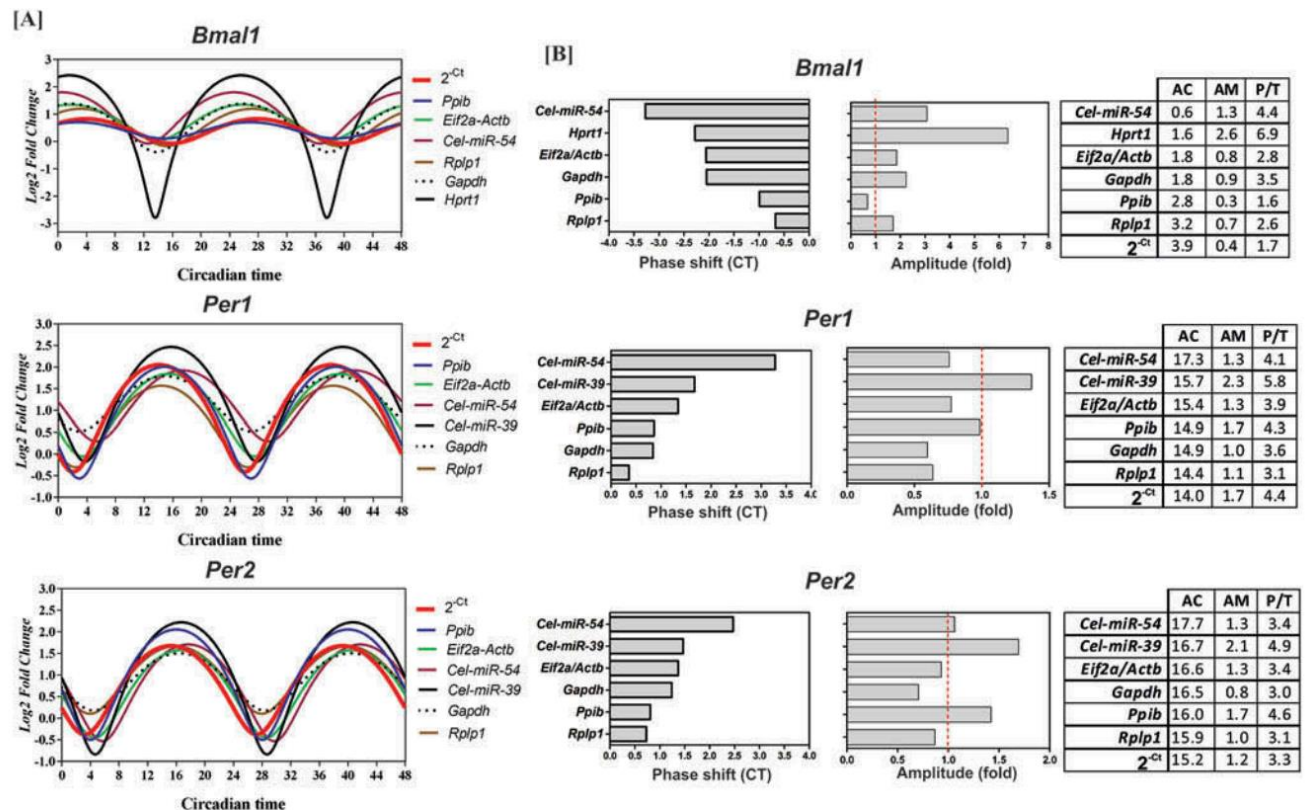 [A]
Bmal1
Log2 Fold Change
3
2
1
0
-1
-2
-3
0 4 8 12 16 20 24 28 32 36 40 44 48
Circadian time
2-Ct
Ppib
Eif2a-Actb
Cel-miR-54
Rplp1
Gapdh
Hprt1
Per1
Log2 Fold Change
3.0
2.5
2.0
1.5
1.0
0.5
0.0
-0.5
-1.0
0 4 8 12 16 20 24 28 32 36 40 44 48
Circadian time
2-Ct
Ppib
Eif2a-Actb
Cel-miR-54
Cel-miR-39
Gapdh
Rplp1
Per2
Log2 Fold Change
3.0
2.5
2.0
1.5
1.0
0.5
0.0
-0.5
-1.0
0 4 8 12 16 20 24 28 32 36 40 44 48
Circadian time
2-Ct
Ppib
Eif2a-Actb
Cel-miR-54
Cel-miR-39
Gapdh
Rplp1
[B]
Bmal1
Cel-miR-54
Hprt1
Eif2a/Actb
Gapdh
Ppib
Rplp1
-4.0 -3.5 -3.0 -2.5 -2.0 -1.5 -1.0 -0.5 0.0
Phase shift (CT)
0 1 2 3 4 5 6 7 8
Amplitude (fold)
AC AM P/T
Cel-miR-54 0.6 1.3 4.4
Hprt1 1.6 2.6 6.9
Eif2a/Actb 1.8 0.8 2.8
Gapdh 1.8 0.9 3.5
Ppib 2.8 0.3 1.6
Rplp1 3.2 0.7 2.6
2-Ct 3.9 0.4 1.7
Per1
Cel-miR-54
Cel-miR-39
Eif2a/Actb
Ppib
Gapdh
Rplp1
0.0 0.5 1.0 1.5 2.0 2.5 3.0 3.5 4.0
Phase shift (CT)
0.0 0.5 1.0 1.5
Amplitude (fold)
AC AM P/T
Cel-miR-54 17.3 1.3 4.1
Cel-miR-39 15.7 2.3 5.8
Eif2a/Actb 15.4 1.3 3.9
Ppib 14.9 1.7 4.3
Gapdh 14.9 1.0 3.6
Rplp1 14.4 1.1 3.1
2-Ct 14.0 1.7 4.4
Per2
Cel-miR-54
Cel-miR-39
Eif2a/Actb
Gapdh
Ppib
Rplp1
0.0 0.5 1.0 1.5 2.0 2.5 3.0 3.5 4.0
Phase shift (CT)
0.0 0.5 1.0 1.5 2.0
Amplitude (fold)
AC AM P/T
Cel-miR-54 17.7 1.3 3.4
Cel-miR-39 16.7 2.1 4.9
Eif2a/Actb 16.6 1.3 3.4
Gapdh 16.5 0.8 3.0
Ppib 16.0 1.7 4.6
Rplp1 15.9 1.0 3.1
2-Ct 15.2 1.2 3.3